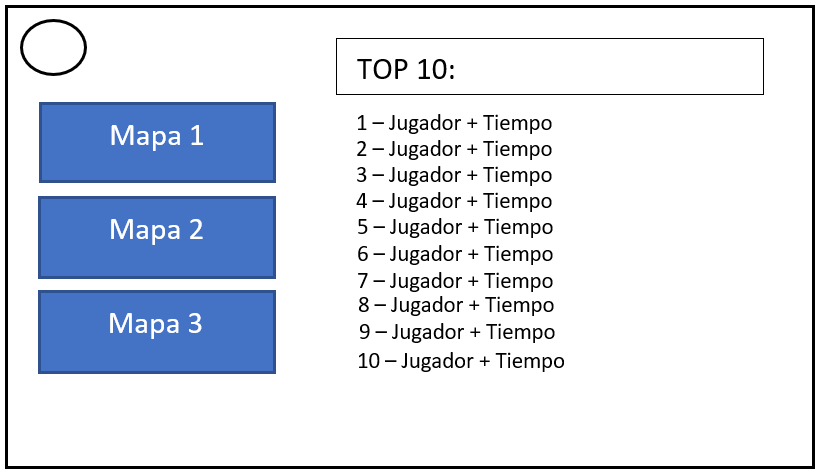 Mapa 1
Mapa 2
Mapa 3
TOP 10:
1 – Jugador + Tiempo
2 – Jugador + Tiempo
3 – Jugador + Tiempo
4 – Jugador + Tiempo
5 – Jugador + Tiempo
6 – Jugador + Tiempo
7 – Jugador + Tiempo
8 – Jugador + Tiempo
9 – Jugador + Tiempo
10 – Jugador + Tiempo